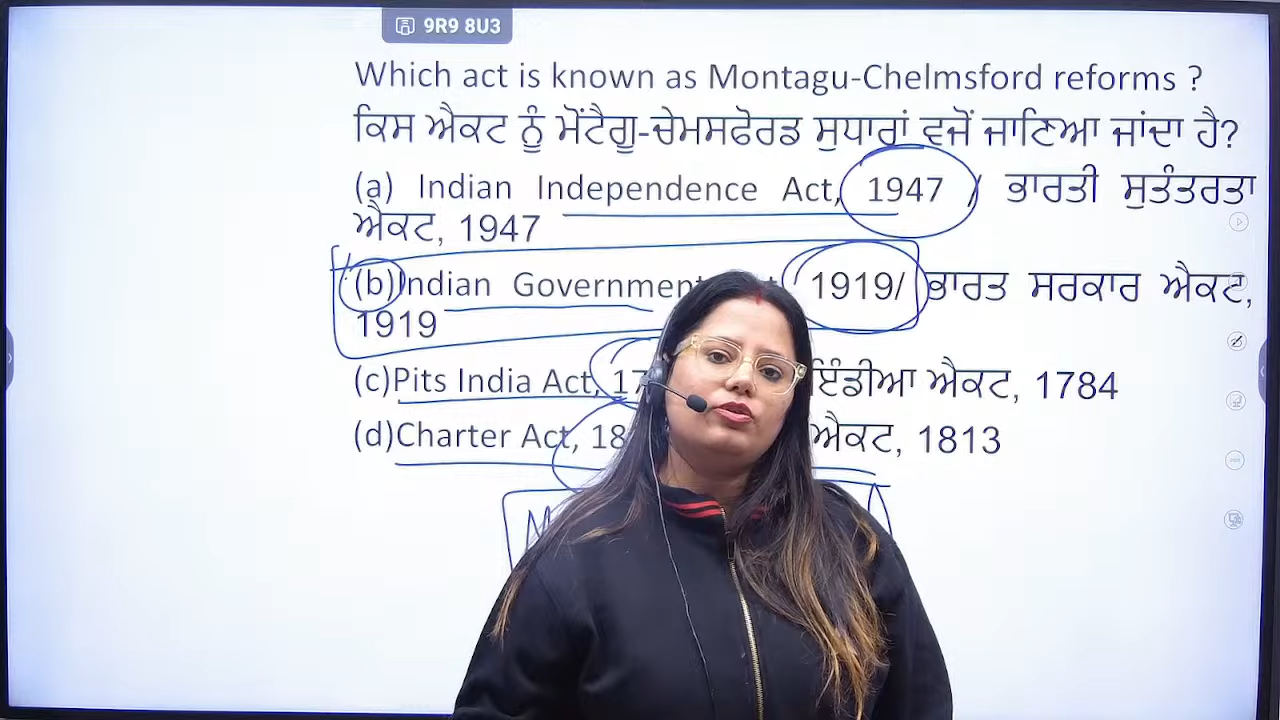 9R9 8U3
Which act is known as Montagu-Chelmsford reforms ?
ਕਿਸ ਐਕਟ ਨੂੰ ਮੋਂਟੈਗੂ-ਚੇਮਸਫੋਰਡ ਸੁਧਾਰਾਂ ਵਜੋਂ ਜਾਣਿਆ ਜਾਂਦਾ ਹੈ?
(a) Indian Independence Act, 1947 / ਭਾਰਤੀ ਸੁਤੰਤਰਤਾ
ਐਕਟ, 1947
(b)Indian Government 1919/ ਭਾਰਤ ਸਰਕਾਰ ਐਕਟ,
1919
(c)Pits India Act, ਇੰਡੀਆ ਐਕਟ, 1784
(d)Charter Act, ਐਕਟ, 1813